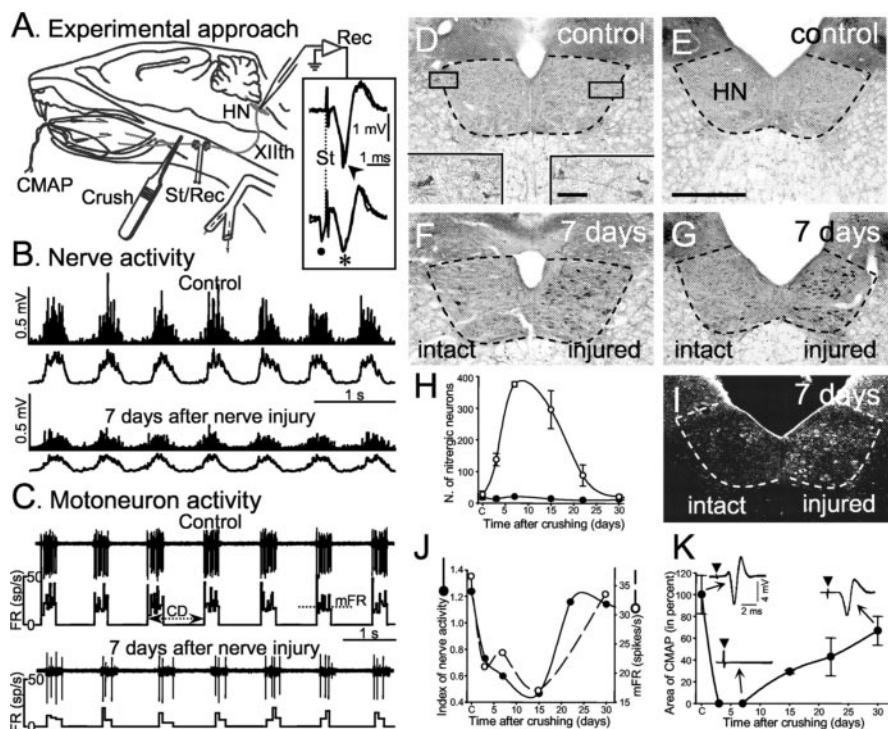 A. Experimental approach
Rec
HN
1 mV
1 ms
St
XIIth
CMAP
Crush
St/Rec
*
B. Nerve activity
Control
0.5 mV
1 s
7 days after nerve injury
0.5 mV
C. Motoneuron activity
Control
FR (sp/s)
50
0
CD
mFR
1 s
7 days after nerve injury
FR (sp/s)
50
0
D
control
E
control
HN
F
7 days
intact
injured
G
7 days
intact
injured
H
N. of nitrergic neurons
400
300
200
100
0
C 5 10 15 20 25 30
Time after crushing (days)
I
7 days
intact
injured
J
Index of nerve activity
1.4
1.2
1.0
0.8
0.6
0.4
35
30
25
20
15
mFR (spikes/s)
C 5 10 15 20 25 30
Time after crushing (days)
K
Area of CMAP (in percent)
120
100
80
60
40
20
0
4 mV
2 ms
C 5 10 15 20 25 30
Time after crushing (days)